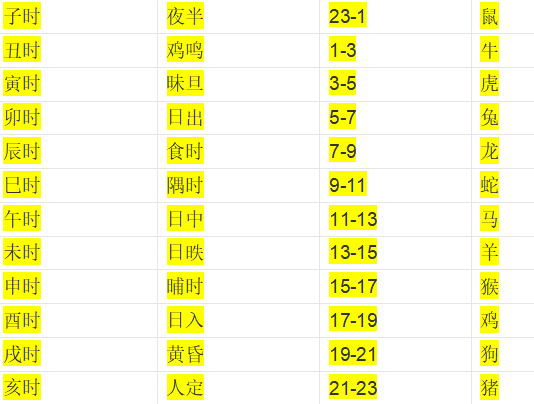 子时 夜半 23-1 鼠
丑时 鸡鸣 1-3 牛
寅时 昧旦 3-5 虎
卯时 日出 5-7 兔
辰时 食时 7-9 龙
巳时 隅时 9-11 蛇
午时 日中 11-13 马
未时 日昳 13-15 羊
申时 晡时 15-17 猴
酉时 日入 17-19 鸡
戌时 黄昏 19-21 狗
亥时 人定 21-23 猪